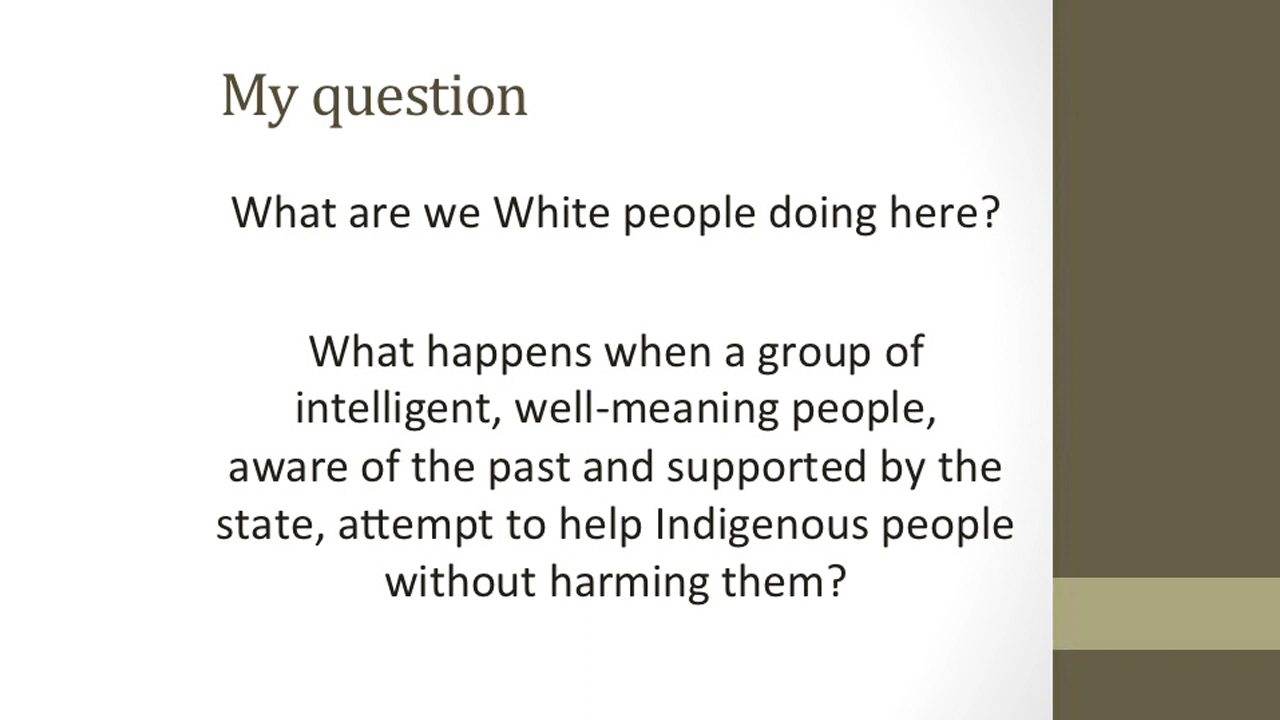 My question
What are we White people doing here?
What happens when a group of
intelligent, well-meaning people,
aware of the past and supported by the
state, attempt to help Indigenous people
without harming them?